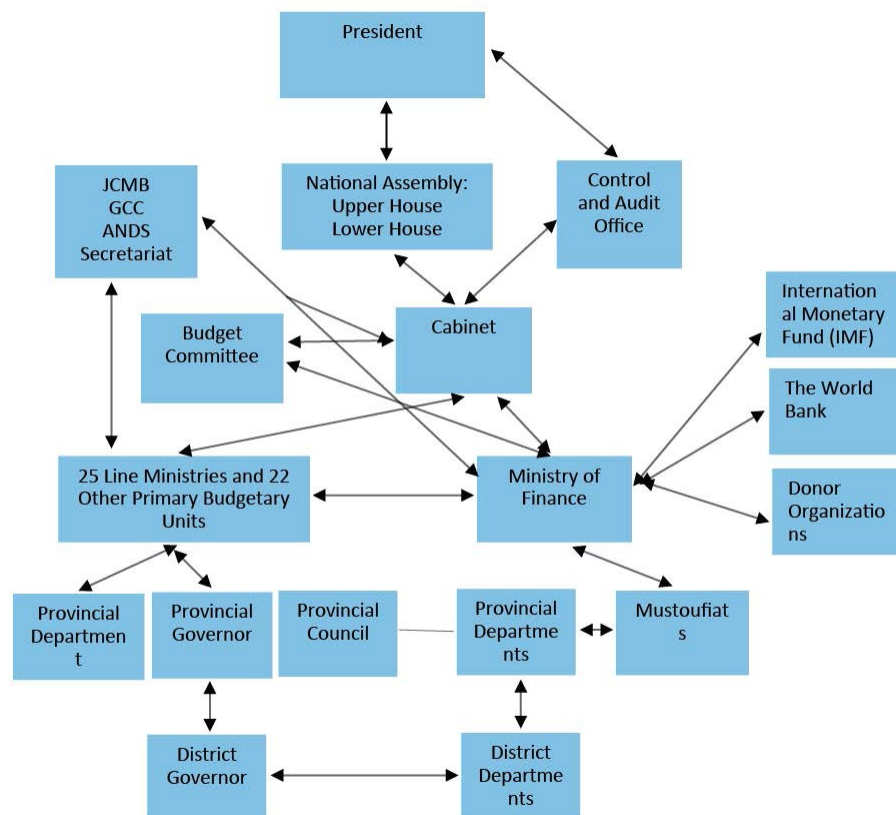 President
National Assembly:
Upper House
Lower House
Control
and Audit
Office
JCMB
GCC
ANDS
Secretariat
Internation
al Monetary
Fund (IMF)
Budget
Committee
Cabinet
The World
Bank
25 Line Ministries and 22
Other Primary Budgetary
Units
Ministry of
Finance
Donor
Organizatio
ns
Provincial
Departmen
t
Provincial
Governor
Provincial
Council
Provincial
Departme
nts
Mustoufiat
s
District
Governor
District
Departme
nts